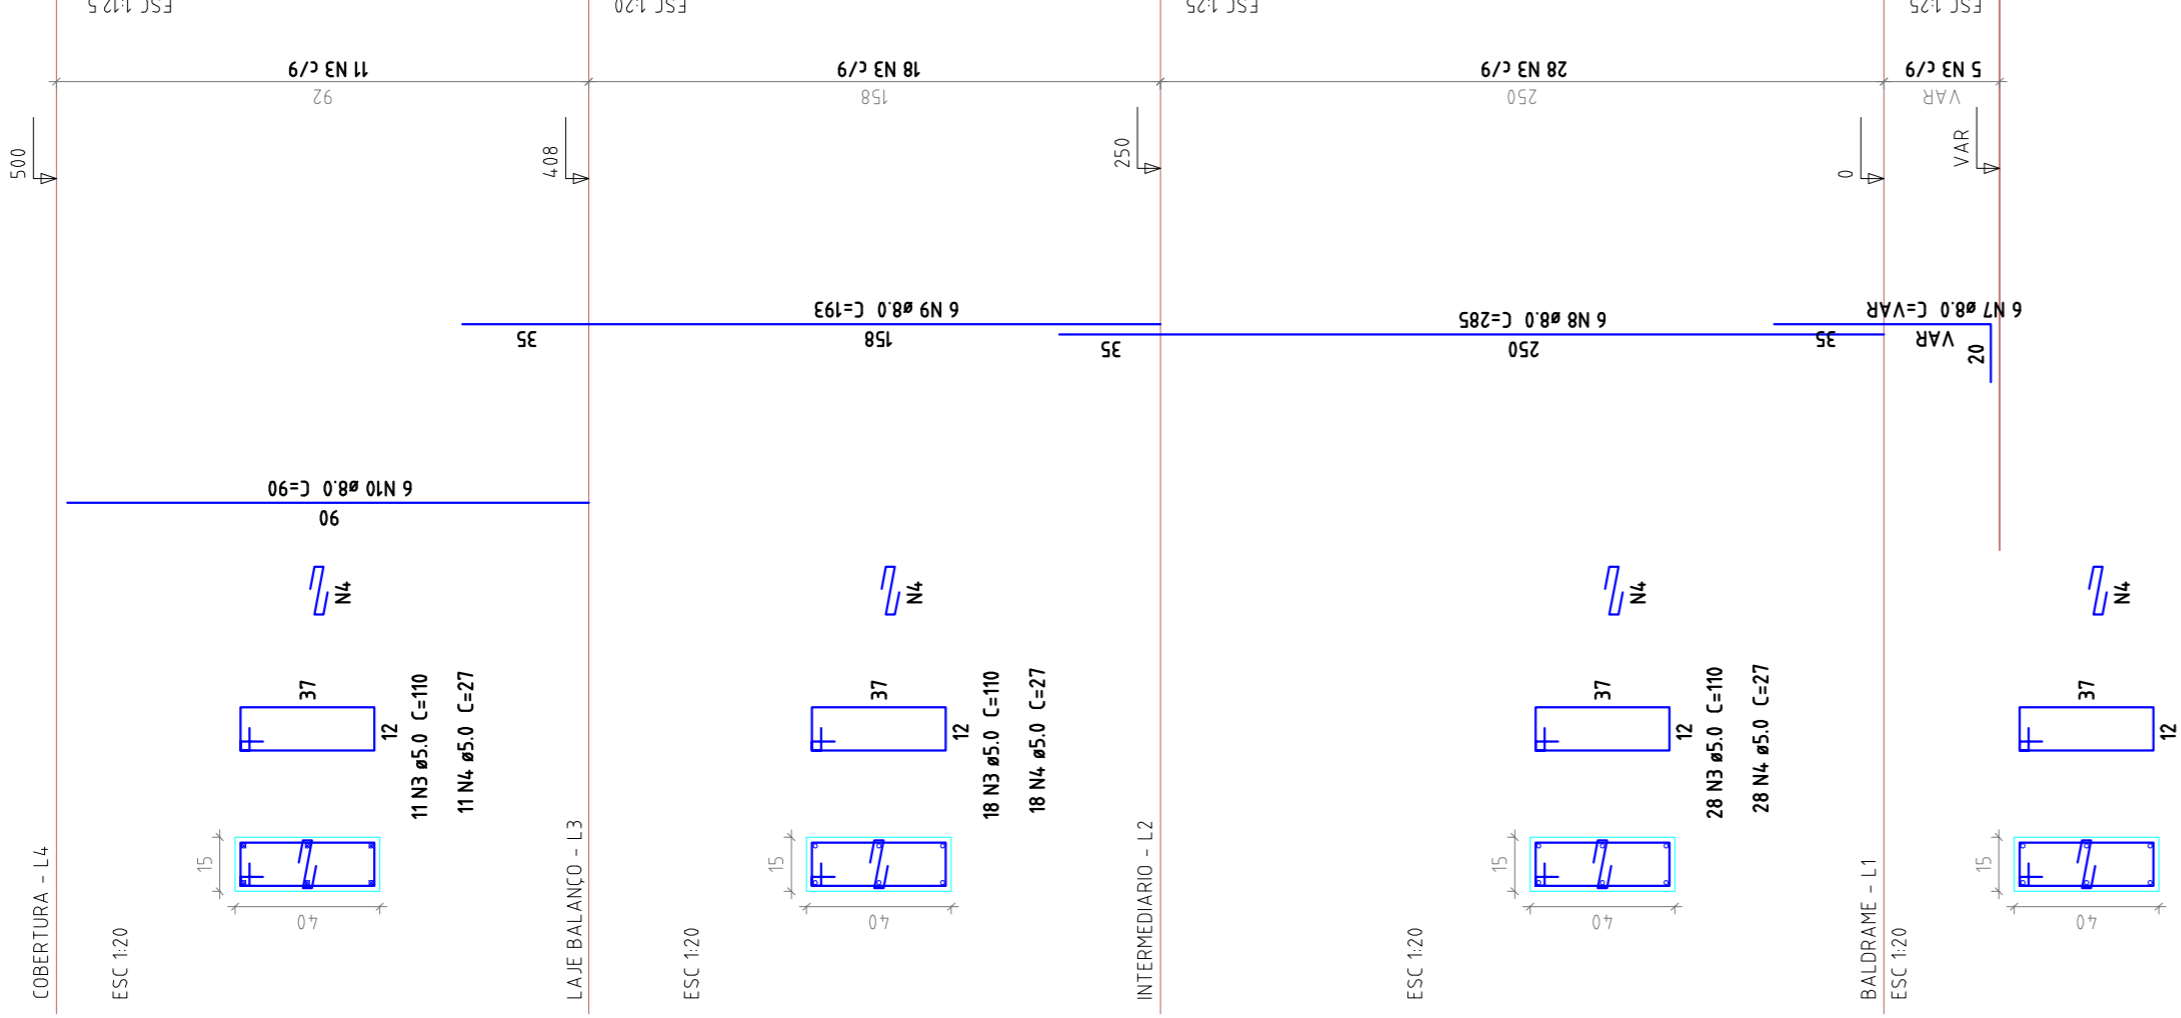 ESC 1:12.5
ESC 1:20
ESC 1:25
ESC 1:25
11 N3 c/9
92
18 N3 c/9
158
28 N3 c/9
250
5 N3 c/9
VAR
500
408
250
0
VAR
6 N9 ø8.0 C=193
158
35
6 N8 ø8.0 C=285
250
35
6 N7 ø8.0 C=VAR
VAR
35
20
6 N10 ø8.0 C=90
90
N4
N4
N4
N4
37
12
11 N3 ø5.0 C=110
11 N4 ø5.0 C=27
37
12
18 N3 ø5.0 C=110
18 N4 ø5.0 C=27
37
12
28 N3 ø5.0 C=110
28 N4 ø5.0 C=27
37
12
15
40
15
40
15
40
15
40
COBERTURA - L4
ESC 1:20
LAJE BALANÇO - L3
ESC 1:20
INTERMEDIARIO - L2
ESC 1:20
BALDRAME - L1
ESC 1:20